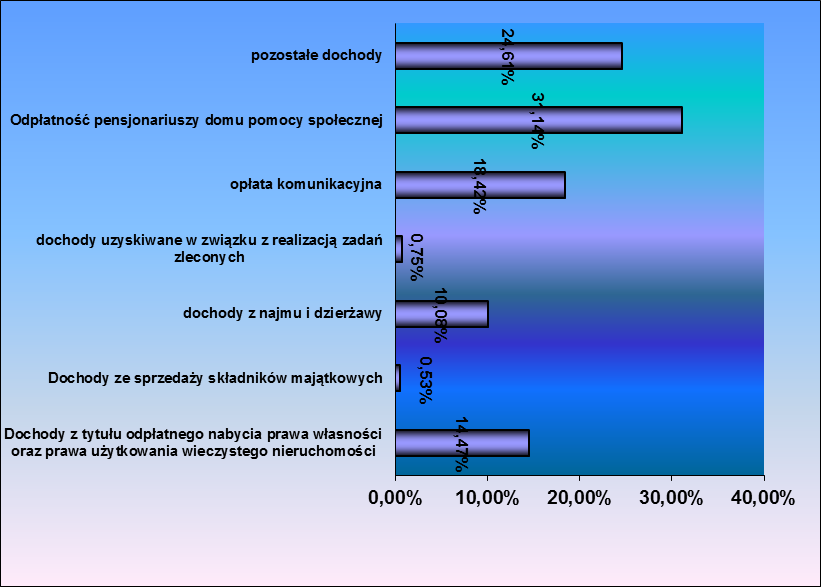 pozostałe dochody
24,61%
Odpłatność pensjonariuszy domu pomocy społecznej
31,14%
opłata komunikacyjna
18,42%
dochody uzyskiwane w związku z realizacją zadań
zleconych
0,75%
dochody z najmu i dzierżawy
10,08%
Dochody ze sprzedaży składników majątkowych
0,53%
Dochody z tytułu odpłatnego nabycia prawa własności
oraz prawa użytkowania wieczystego nieruchomości
14,47%
0,00% 10,00% 20,00% 30,00% 40,00%